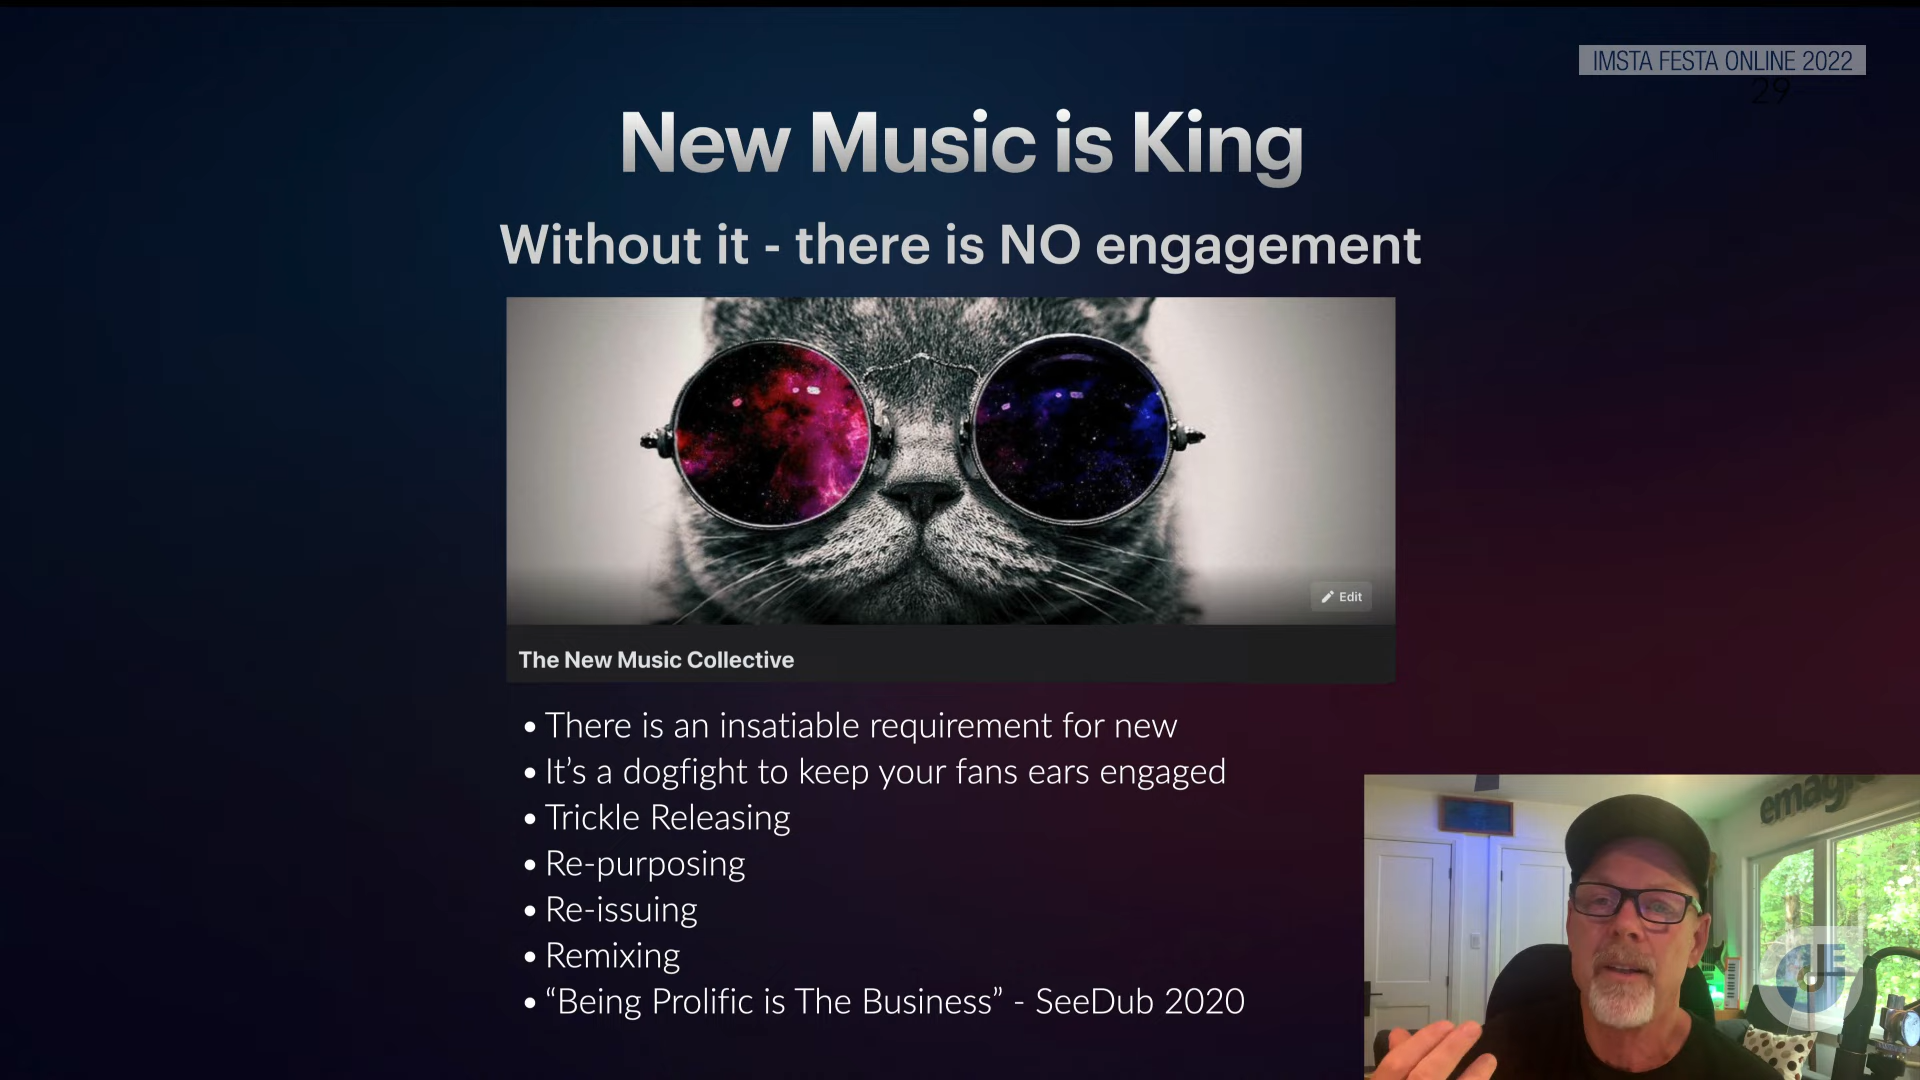 IMSTA FESTA ONLINE 2022
29
New Music is King
Without it - there is NO engagement
Edit
The New Music Collective
• There is an insatiable requirement for new
• It’s a dogfight to keep your fans ears engaged
• Trickle Releasing
• Re-purposing
• Re-issuing
• Remixing
• “Being Prolific is The Business” - SeeDub 2020
emagic